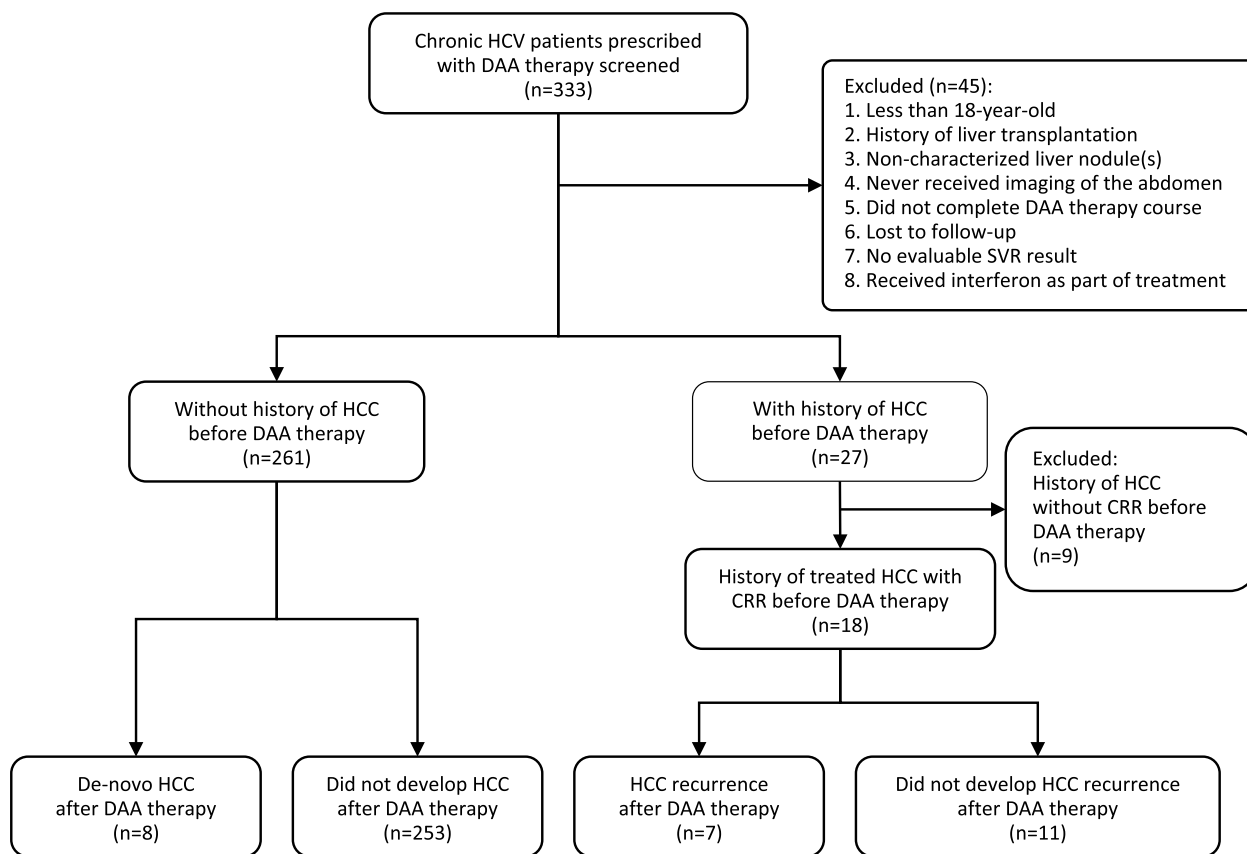 Chronic HCV patients prescribed
with DAA therapy screened
(n=333)
Excluded (n=45):
1. Less than 18-year-old
2. History of liver transplantation
3. Non-characterized liver nodule(s)
4. Never received imaging of the abdomen
5. Did not complete DAA therapy course
6. Lost to follow-up
7. No evaluable SVR result
8. Received interferon as part of treatment
Without history of HCC
before DAA therapy
(n=261)
With history of HCC
before DAA therapy
(n=27)
Excluded:
History of HCC
without CRR before
DAA therapy
(n=9)
History of treated HCC with
CRR before DAA therapy
(n=18)
De-novo HCC
after DAA therapy
(n=8)
Did not develop HCC
after DAA therapy
(n=253)
HCC recurrence
after DAA therapy
(n=7)
Did not develop HCC recurrence
after DAA therapy
(n=11)